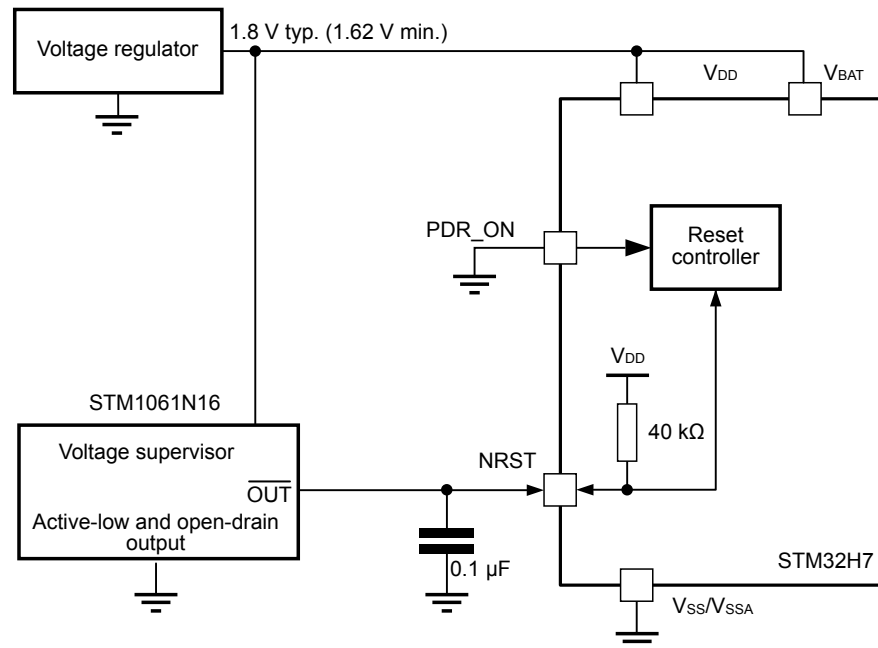 Voltage regulator
1.8 V typ. (1.62 V min.)
VDD
VBAT
PDR_ON
Reset
controller
VDD
STM1061N16
40 kΩ
Voltage supervisor
NRST
OUT
Active-low and open-drain
output
0.1 µF
STM32H7
VSS/VSSA